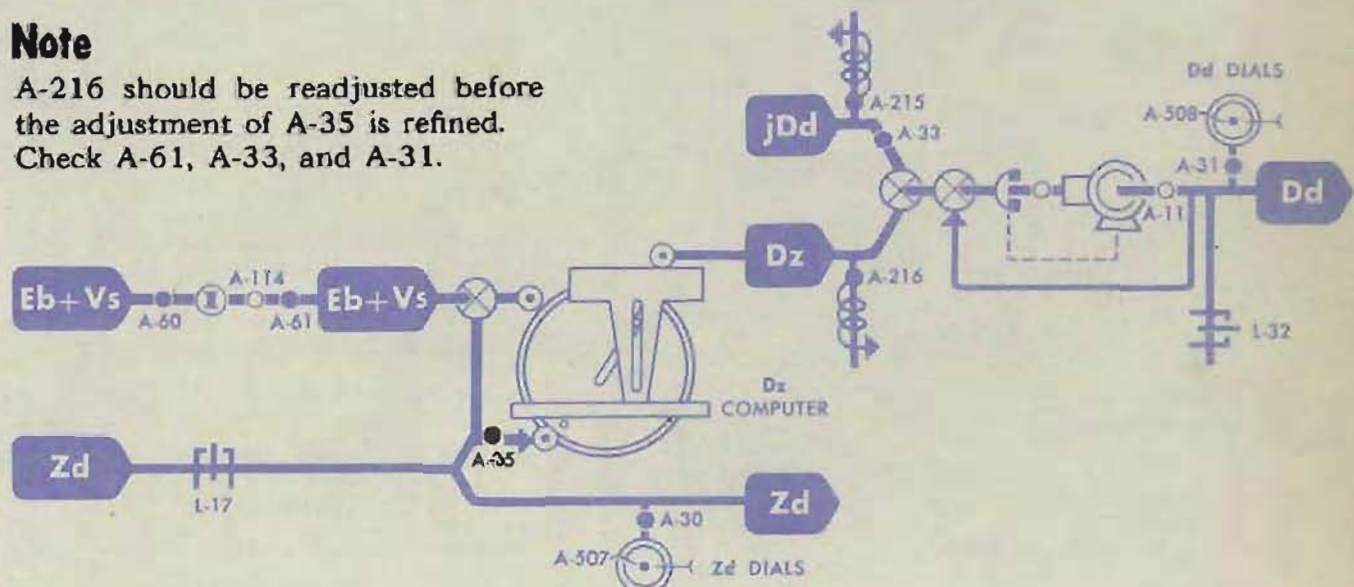 Note
A-216 should be readjusted before
the adjustment of A-35 is refined.
Check A-61, A-33, and A-31.
Dd DIALS
A-215
A-508
jDd
A-33
A-31
Dd
A-11
Dz
A-216
L-32
A-114
Eb+Vs
Eb+Vs
A-60
A-61
Dz
COMPUTER
Zd
A-35
L-17
Zd
A-30
A-507
Zd DIALS